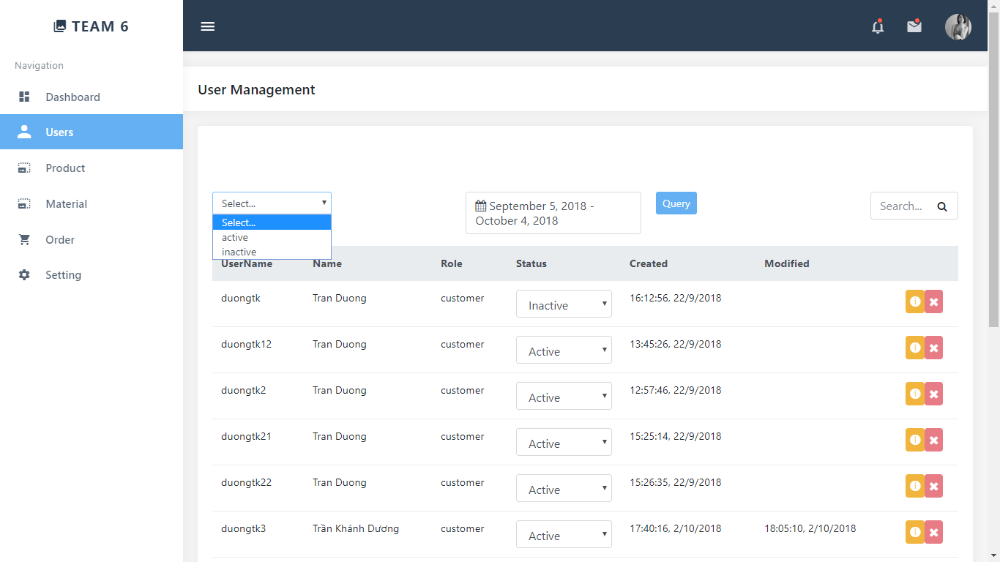 TEAM 6
Navigation
Dashboard
Users
Product
Material
Order
Setting
User Management
Select...
Select...
active
inactive
September 5, 2018 -
October 4, 2018
Query
Search...
UserName Name Role Status Created Modified
duongtk Tran Duong customer Inactive 16:12:56, 22/9/2018
duongtk12 Tran Duong customer Active 13:45:26, 22/9/2018
duongtk2 Tran Duong customer Active 12:57:46, 22/9/2018
duongtk21 Tran Duong customer Active 15:25:14, 22/9/2018
duongtk22 Tran Duong customer Active 15:26:35, 22/9/2018
duongtk3 Trần Khánh Dương customer Active 17:40:16, 2/10/2018 18:05:10, 2/10/2018